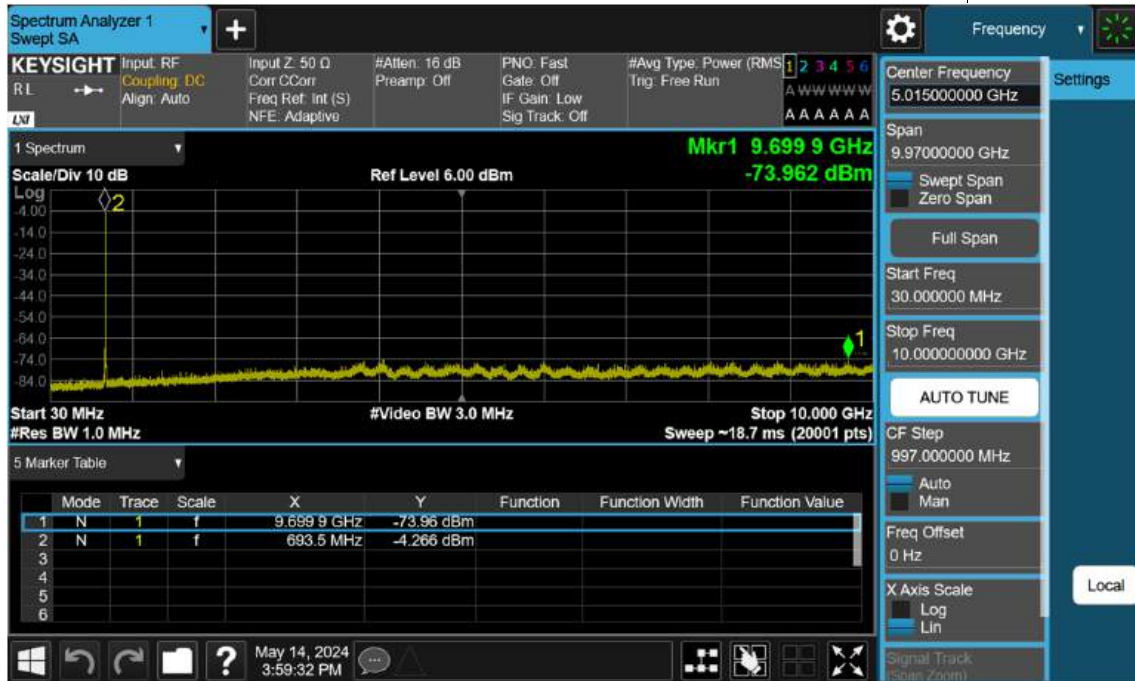 Spectrum Analyzer 1
Swept SA
Frequency
KEYSIGHT
RL
LXI
Input: RF
Coupling: DC
Align: Auto
Input Z: 50 Ω
Corr CCorr
Freq Ref: Int (S)
NFE: Adaptive
#Atten: 16 dB
Preamp: Off
PNO: Fast
Gate: Off
IF Gain: Low
Sig Track: Off
#Avg Type: Power (RMS
Trig: Free Run
1 2 3 4 5 6
A W W W W W
A A A A A A
1 Spectrum
Mkr1 9.699 9 GHz
Scale/Div 10 dB
Ref Level 6.00 dBm
-73.962 dBm
Log
2
-4.00
-14.0
-24.0
-34.0
-44.0
-54.0
-64.0
1
-74.0
-84.0
Start 30 MHz
#Video BW 3.0 MHz
Stop 10.000 GHz
#Res BW 1.0 MHz
Sweep ~18.7 ms (20001 pts)
5 Marker Table
Mode Trace Scale X Y Function Function Width Function Value
1 N 1 f 9.699 9 GHz -73.96 dBm
2 N 1 f 693.5 MHz -4.266 dBm
3
4
5
6
May 14, 2024
3:59:32 PM
Center Frequency
5.015000000 GHz
Settings
Span
9.97000000 GHz
Swept Span
Zero Span
Full Span
Start Freq
30.000000 MHz
Stop Freq
10.000000000 GHz
AUTO TUNE
CF Step
997.000000 MHz
Auto
Man
Freq Offset
0 Hz
X Axis Scale
Log
Lin
Local
Signal Track
(Span Zoom)